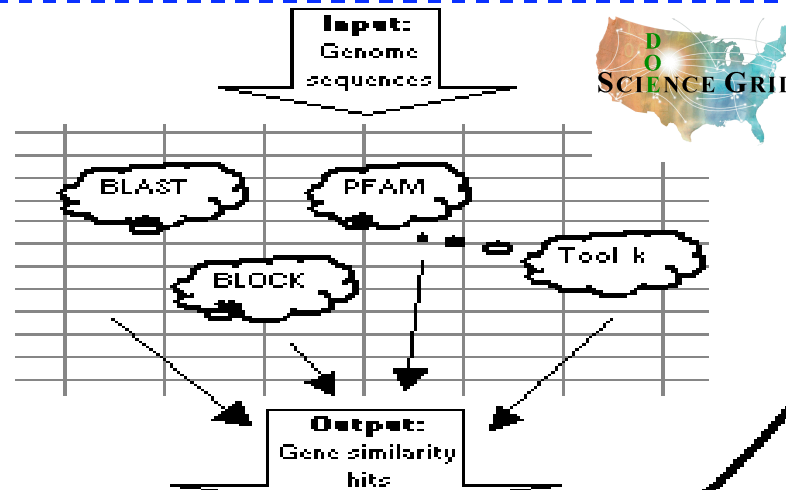 Input:
Genome
sequences
DOE
SCIENCE GRI
BLAST
PFAM
Tool k
BLOCK
Output:
Gene similarity
hits